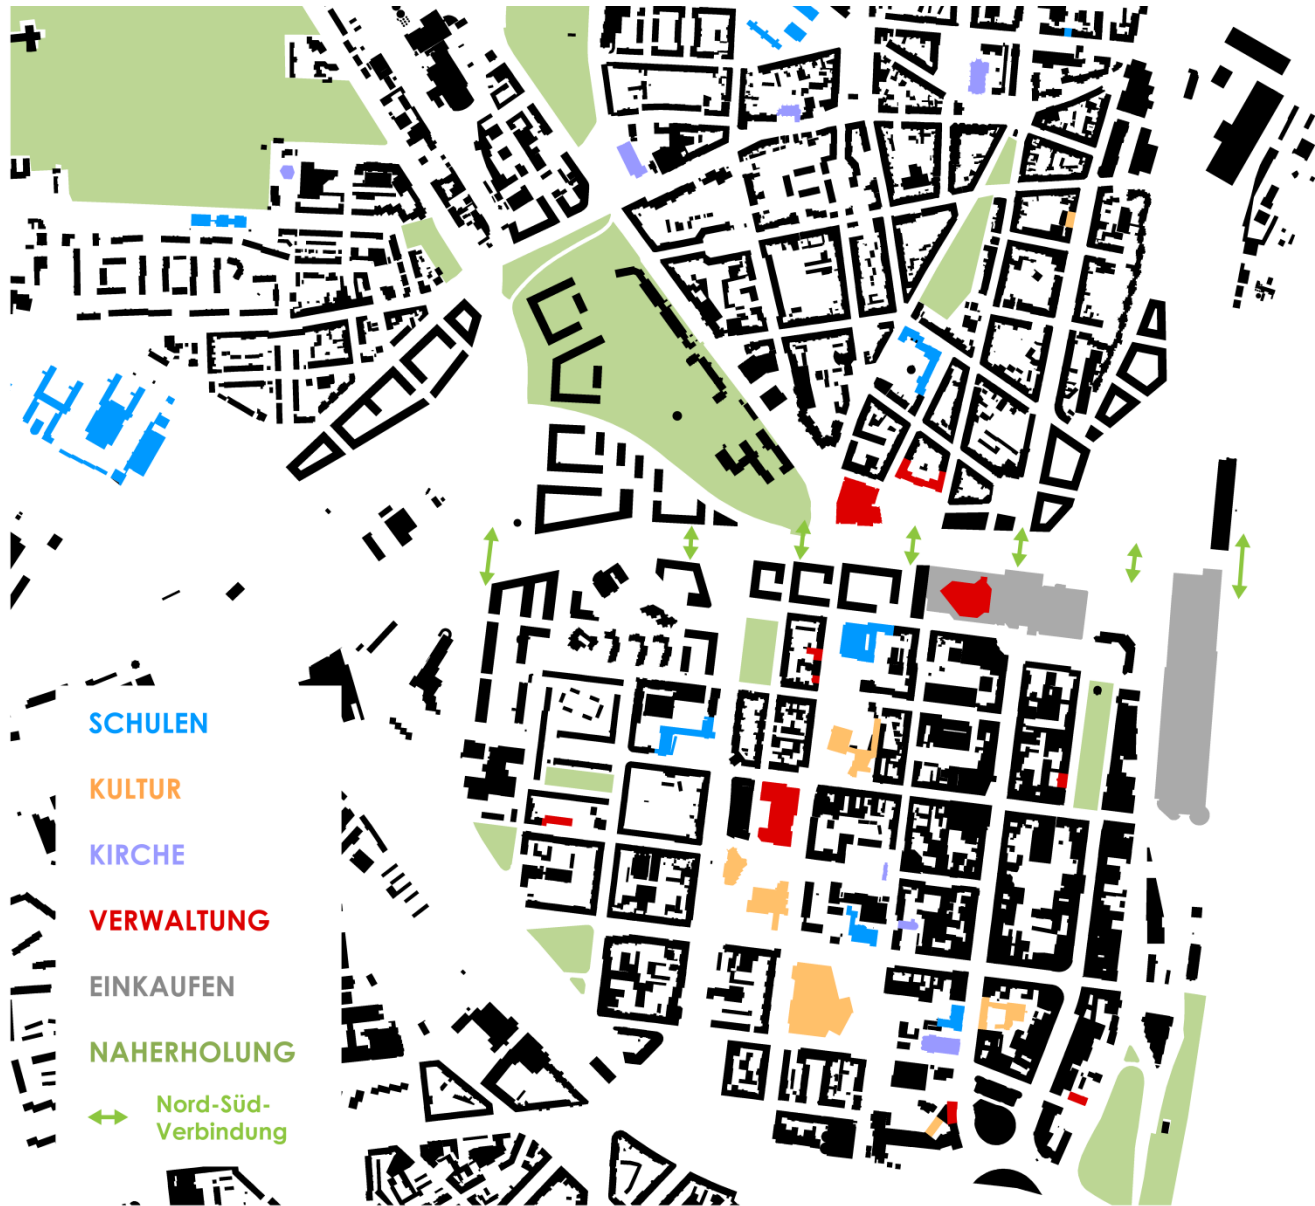 SCHULEN
KULTUR
KIRCHE
VERWALTUNG
EINKAUFEN
NAHERHOLUNG
Nord-Süd-
Verbindung